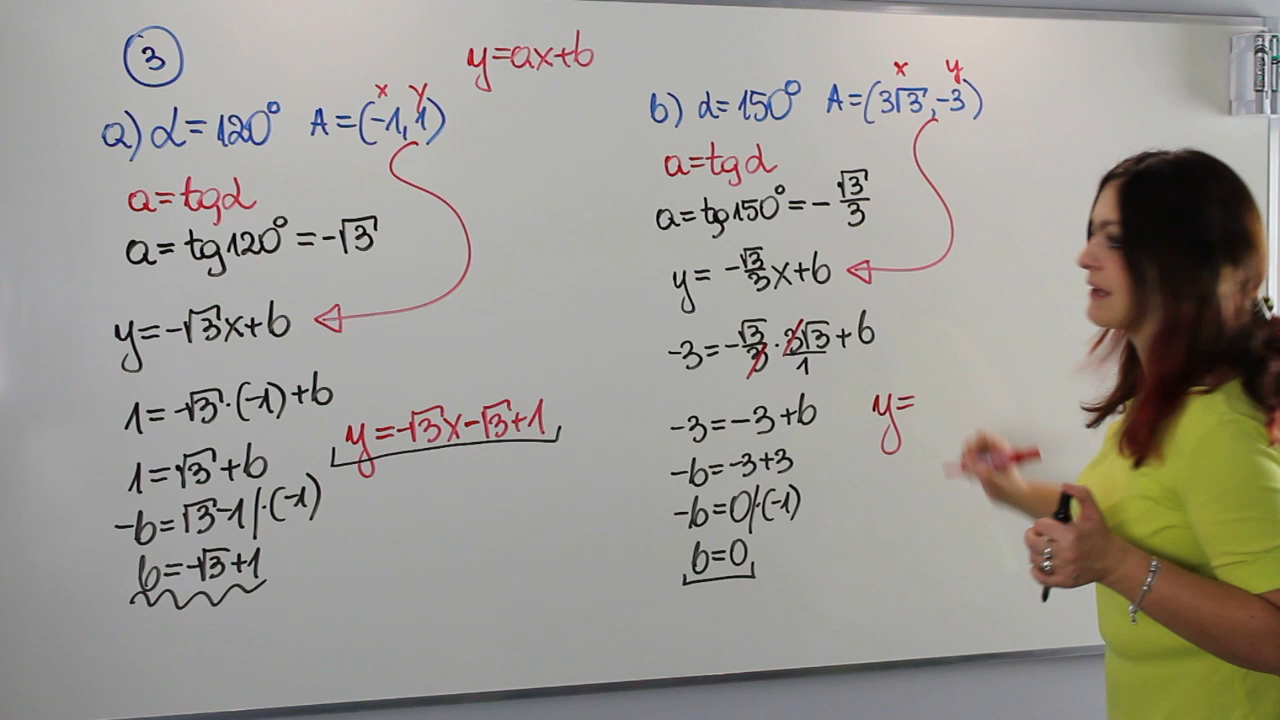 3
y=ax+b
a) α=120° A=(-1,1)
x y
a=tgα
a=tg120°=-√3
y=-√3x+b
1=-√3·(-1)+b
1=√3+b
-b=√3-1/·(-1)
b=-√3+1
y=-√3x-√3+1
b) α=150° A=(3√3,-3)
x y
a=tgα
a=tg150°=-√3/3
y=-√3/3x+b
-3=-√3/3·3√3/1+b
-3=-3+b
-b=-3+3
-b=0/·(-1)
b=0
y=